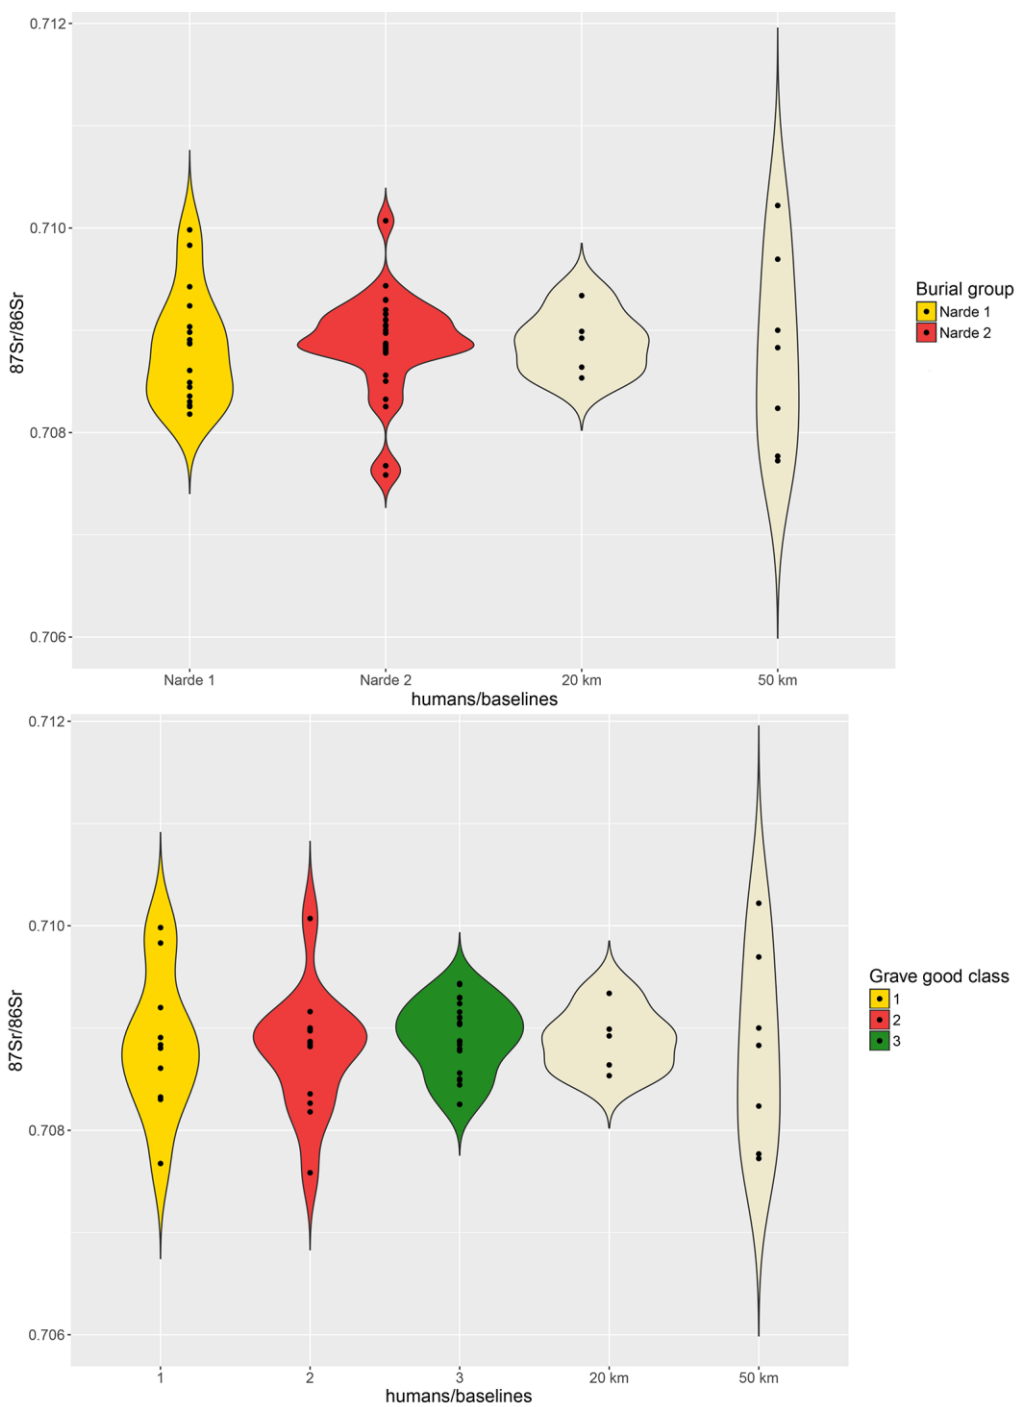 0.712
0.710
0.708
0.706
87Sr/86Sr
Narde 1
Narde 2
20 km
50 km
humans/baselines
Burial group
Narde 1
Narde 2
0.712
0.710
0.708
0.706
87Sr/86Sr
1
2
3
20 km
50 km
humans/baselines
Grave good class
1
2
3